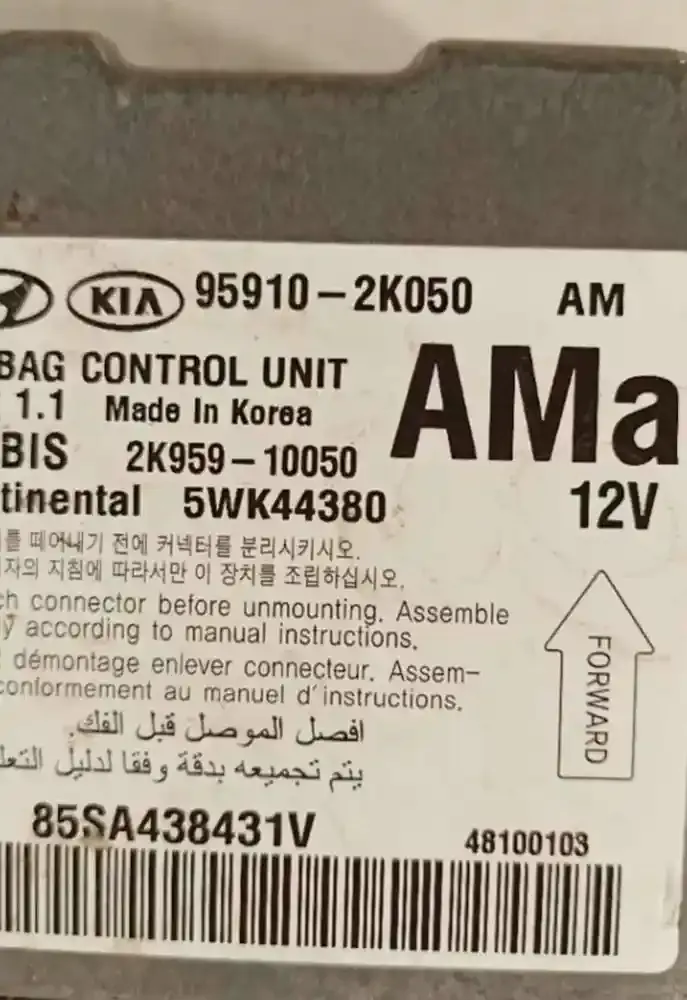 KIA 95910-2K050 AM
BAG CONTROL UNIT
1.1 Made In Korea
AMa
BIS 2K959-10050
tinental 5WK44380
12V
를 떼어내기 전에 커넥터를 분리시키시오.
자의 지침에 따라서만 이 장치를 조립하십시오.
ch connector before unmounting. Assemble
y according to manual instructions.
démontage enlever connecteur. Assem-
conformement au manuel d'instructions.
افصل الموصل قبل الفك.
يتم تجميعه بدقة وفقا لدليل التعل
FORWARD
85SA438431V
48100103